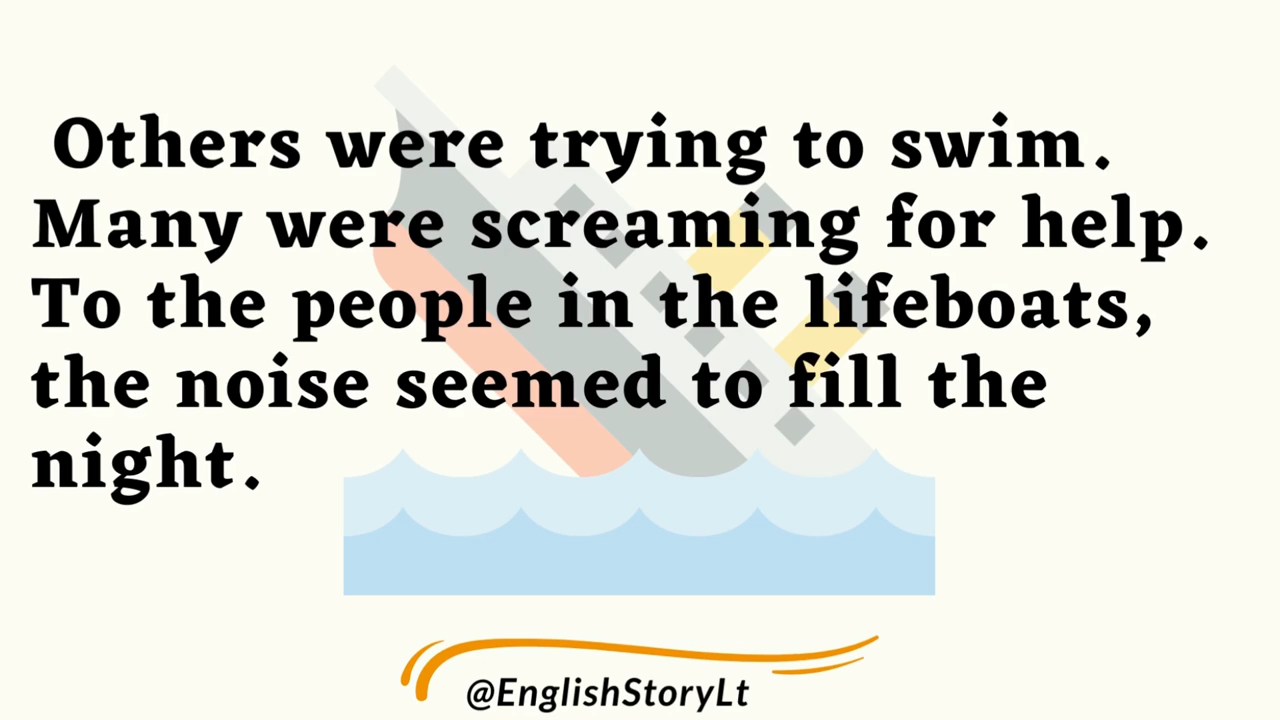 Others were trying to swim.
Many were screaming for help.
To the people in the lifeboats,
the noise seemed to fill the
night.
@EnglishStoryLt